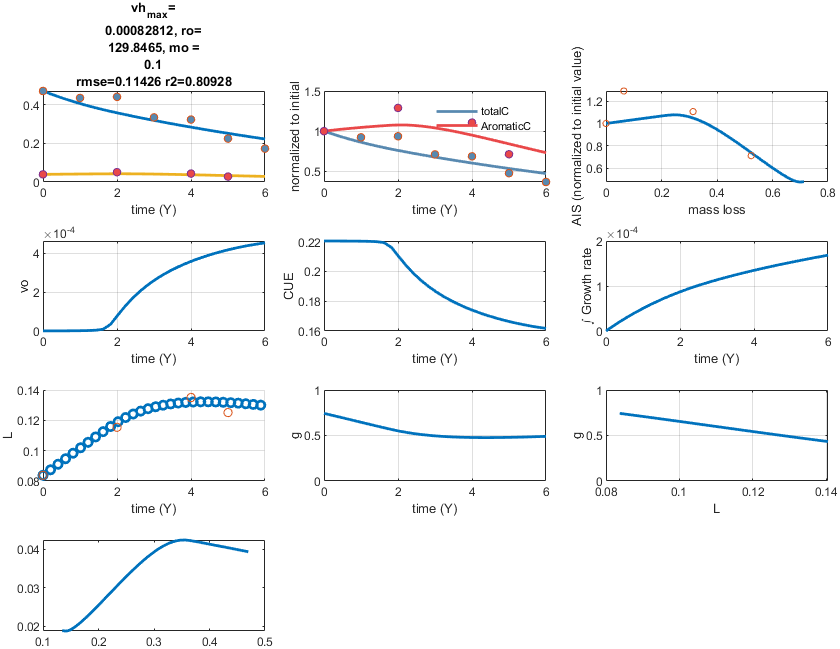 vh_max=
0.00082812, ro=
129.8465, mo =
0.1
rmse=0.11426 r2=0.80928
0.4
0.2
0
0 2 4 6
time (Y)
normalized to initial
1.5
1
0.5
0 2 4 6
time (Y)
totalC
AromaticC
AIS (normalized to initial value)
1.2
1
0.8
0.6
0 0.2 0.4 0.6 0.8
mass loss
×10⁻⁴
vo
4
2
0
0 2 4 6
time (Y)
CUE
0.22
0.2
0.18
0.16
0 2 4 6
time (Y)
×10⁻⁴
∫ Growth rate
2
1
0
0 2 4 6
time (Y)
L
0.14
0.12
0.1
0.08
0 2 4 6
time (Y)
g
1
0.5
0
0 2 4 6
time (Y)
g
1
0.5
0
0.08 0.1 0.12 0.14
L
0.04
0.03
0.02
0.1 0.2 0.3 0.4 0.5